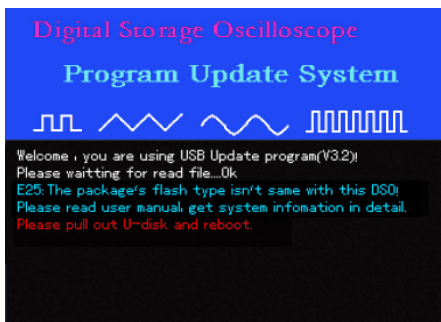 Digital Storage Oscilloscope
Program Update System
Welcome , you are using USB Update program(V3.2)!
Please waitting for read file...Ok
E25: The package's flash type isn't same with this DSO!
Please read user manual, get system infomation in detail.
Please pull out U-disk and reboot.